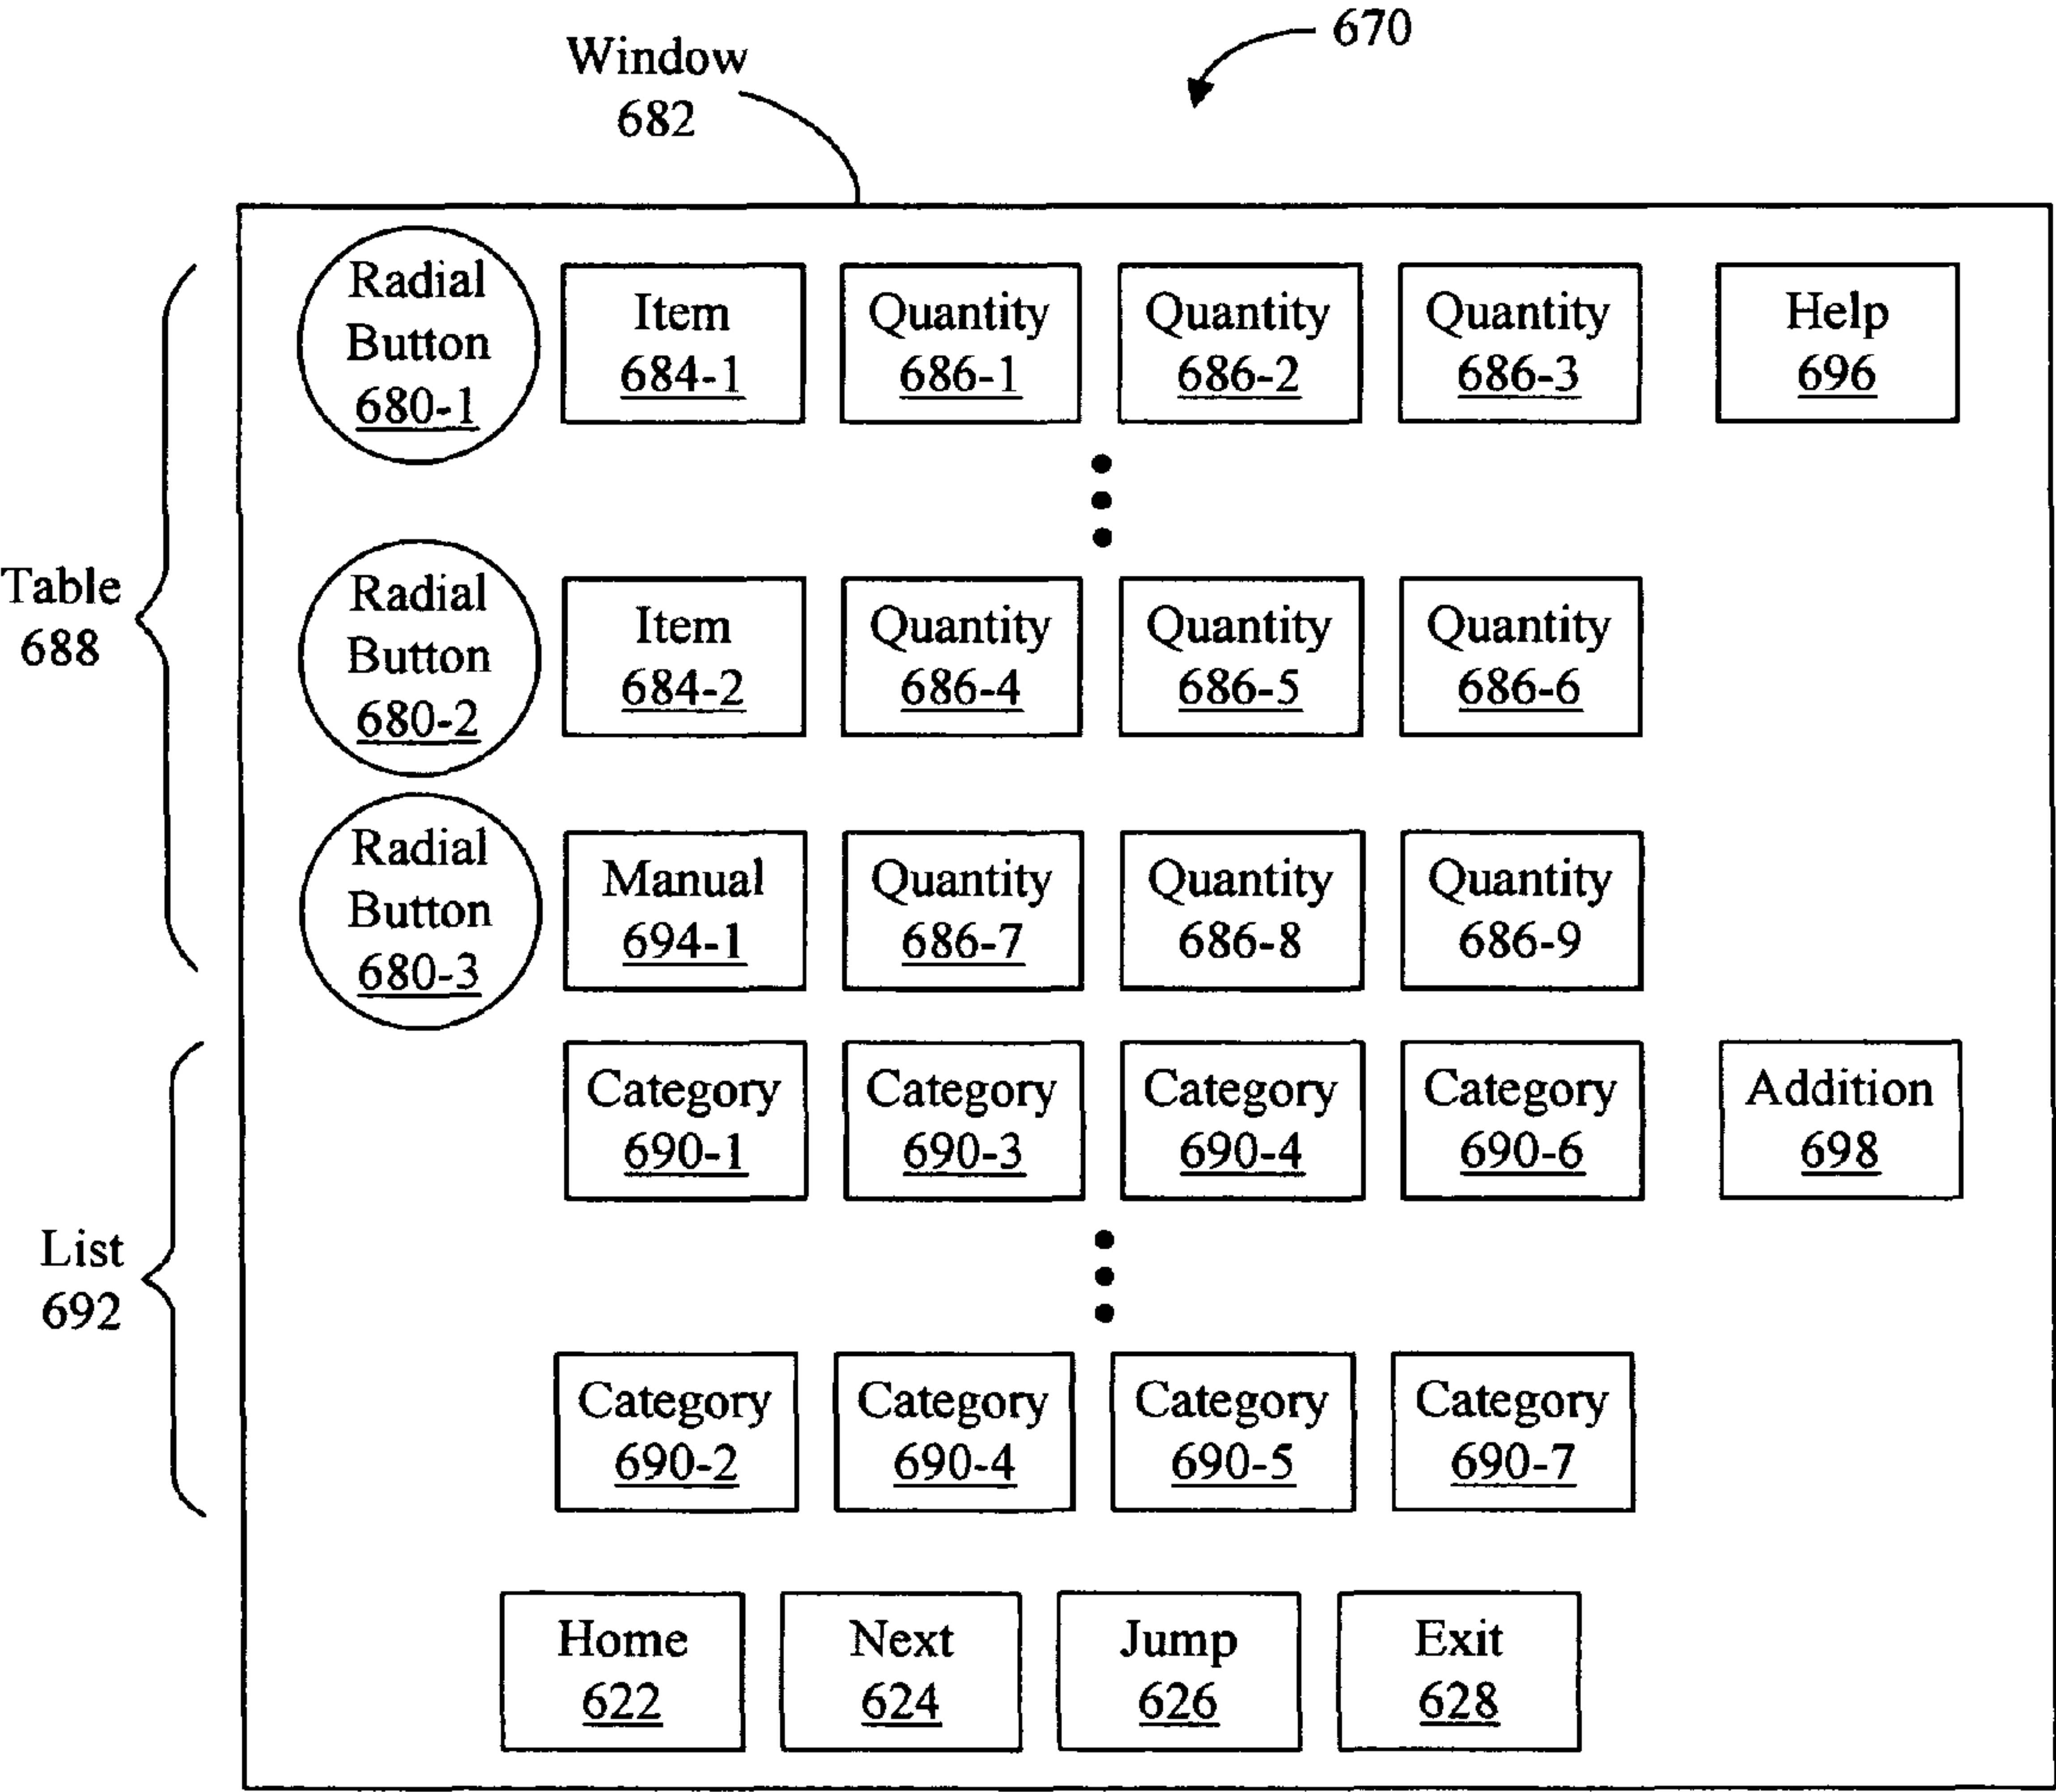 670
Window
682
Radial
Button
680-1
Item
684-1
Quantity
686-1
Quantity
686-2
Quantity
686-3
Help
696
Table
688
Radial
Button
680-2
Item
684-2
Quantity
686-4
Quantity
686-5
Quantity
686-6
Radial
Button
680-3
Manual
694-1
Quantity
686-7
Quantity
686-8
Quantity
686-9
List
692
Category
690-1
Category
690-3
Category
690-4
Category
690-6
Addition
698
Category
690-2
Category
690-4
Category
690-5
Category
690-7
Home
622
Next
624
Jump
626
Exit
628